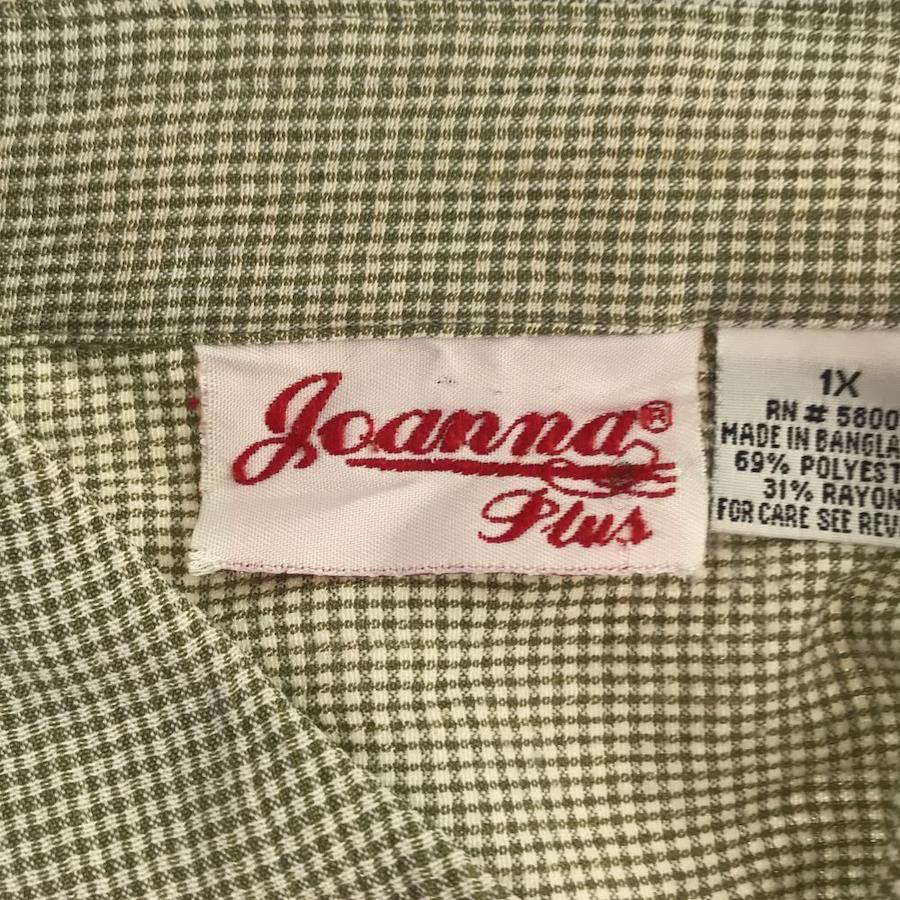 Joanna®
Plus
1X
RN # 5800
MADE IN BANGLA
69% POLYEST
31% RAYON
FOR CARE SEE REV